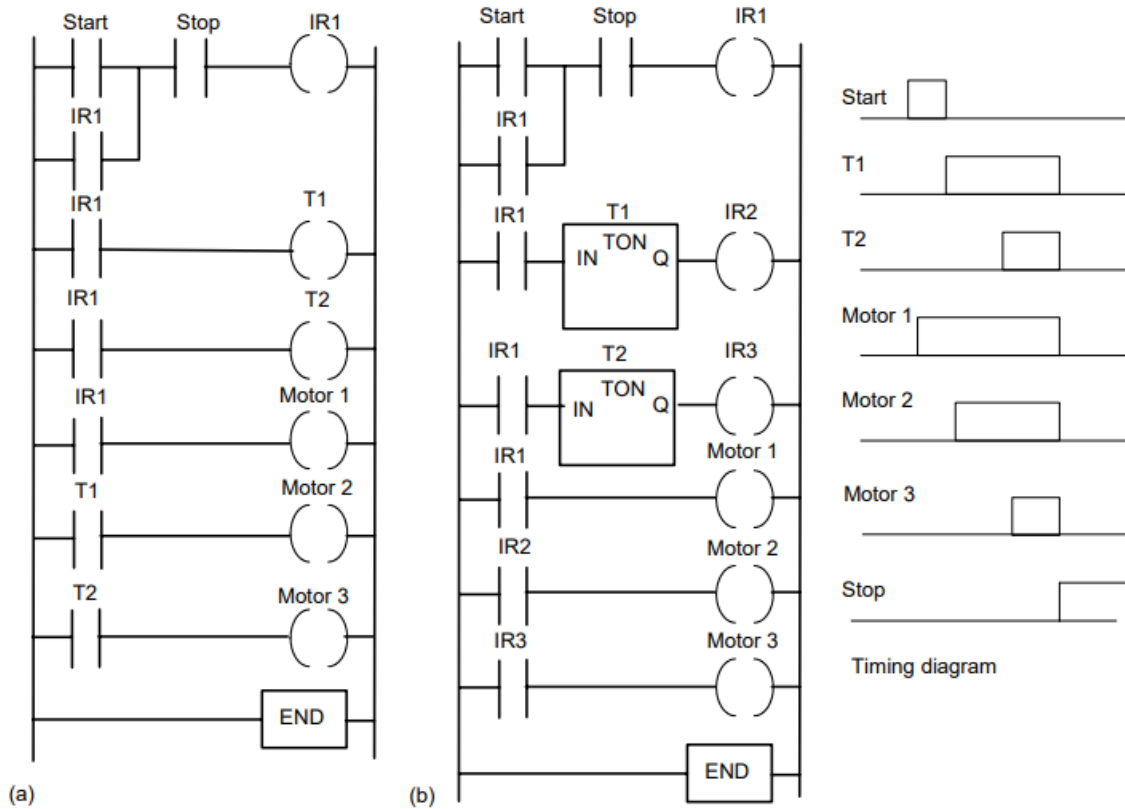 Start Stop IR1
IR1
IR1 T1
IR1 T2
IR1 Motor 1
T1 Motor 2
T2 Motor 3
END
(a)
Start Stop IR1
IR1
IR1 T1 IR2
TON
IN Q
IR1 T2 IR3
TON
IN Q
IR1 Motor 1
IR2 Motor 2
IR3 Motor 3
END
(b)
Start
T1
T2
Motor 1
Motor 2
Motor 3
Stop
Timing diagram